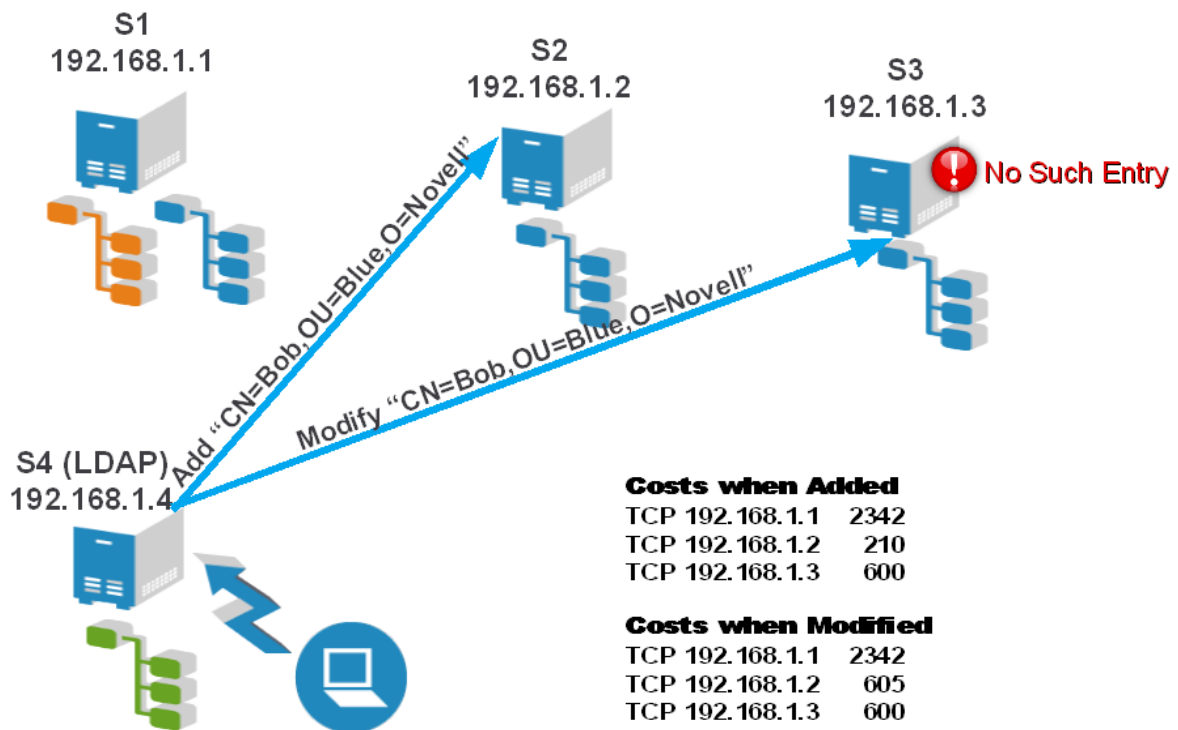 S1
192.168.1.1
S2
192.168.1.2
S3
192.168.1.3
No Such Entry
Add “CN=Bob,OU=Blue,O=Novell”
Modify “CN=Bob,OU=Blue,O=Novell”
S4 (LDAP)
192.168.1.4
Costs when Added
TCP 192.168.1.1 2342
TCP 192.168.1.2 210
TCP 192.168.1.3 600
Costs when Modified
TCP 192.168.1.1 2342
TCP 192.168.1.2 605
TCP 192.168.1.3 600